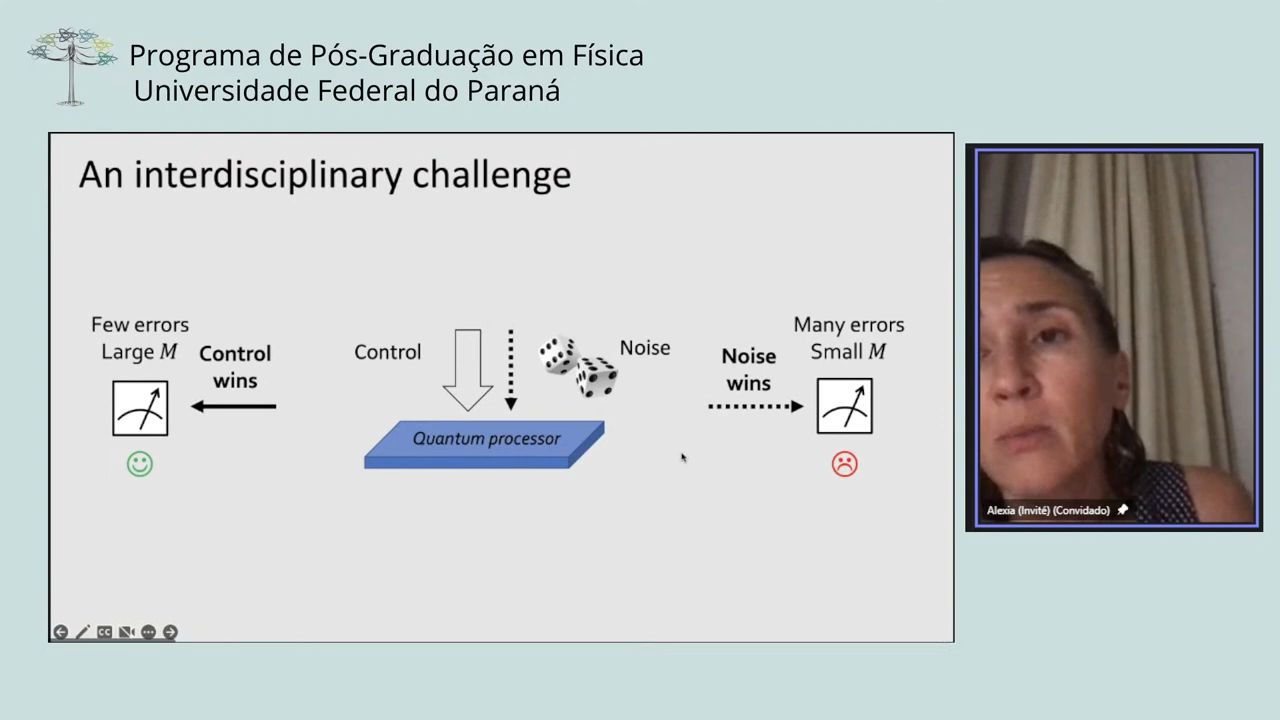 Programa de Pós-Graduação em Física
Universidade Federal do Paraná
An interdisciplinary challenge
Few errors
Large M
Control
wins
Control
Noise
Noise
wins
Many errors
Small M
Quantum processor
Alexia (Invité) (Convidado)
CC